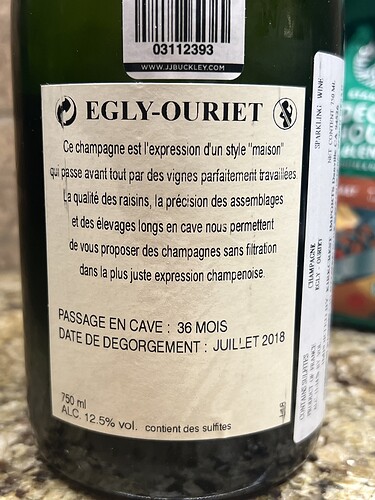 03112393
WWW.JJBUCKLEY.COM
EGLY-OURIET
Ce champagne est l'expression d'un style "maison"
qui passe avant tout par des vignes parfaitement travaillées.
La qualité des raisins, la précision des assemblages
et des élevages longs en cave nous permettent
de vous proposer des champagnes sans filtration
dans la plus juste expression champenoise.
PASSAGE EN CAVE : 36 MOIS
DATE DE DEGORGEMENT : JUILLET 2018
750 ml
ALC. 12.5% vol. contient des sulfites
SPARKLING WINE
NET CONTENT 750 ML
CHAMPAGNE
EGLY OURIET
CONTAINS SULFITES
PRODUCT OF FRANCE